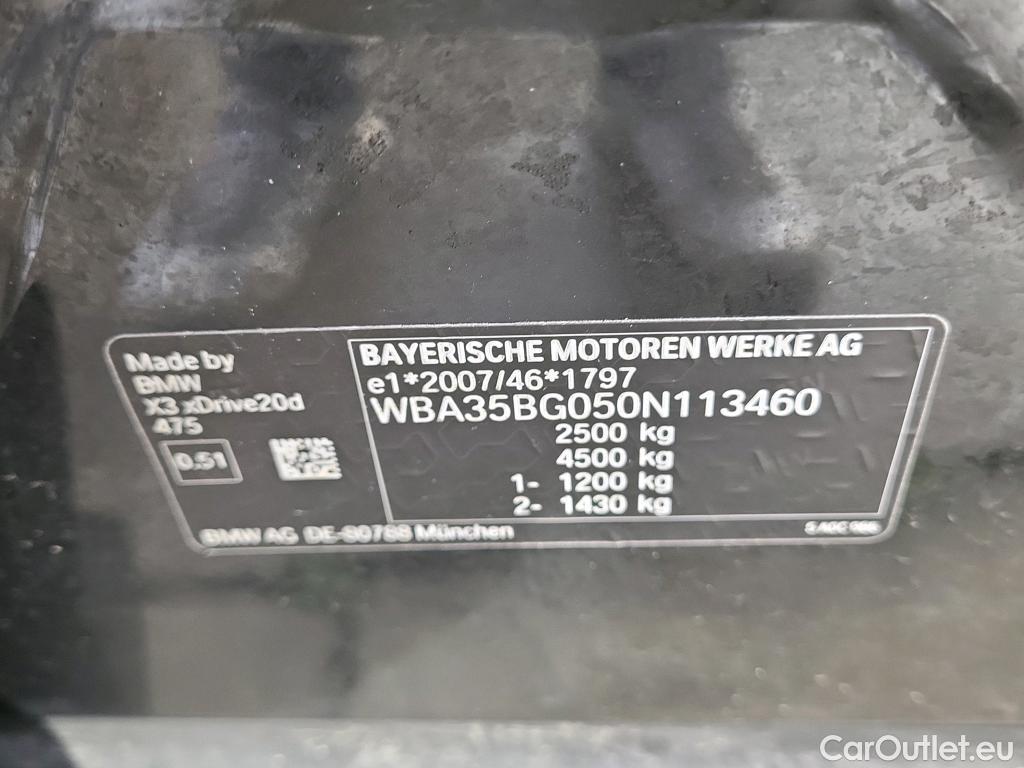 Made by
BMW
X3 xDrive20d
475
0.51
BAYERISCHE MOTOREN WERKE AG
e1*2007/46*1797
WBA35BG050N113460
2500 kg
4500 kg
1- 1200 kg
2- 1430 kg
BMW AG DE-80788 München
CarOutlet.eu